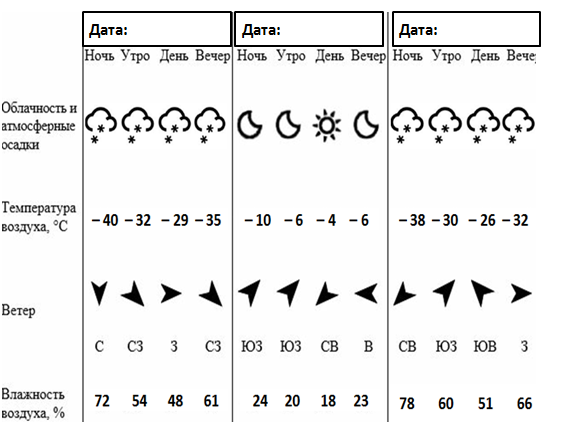 Дата: Дата: Дата:
Ночь Утро День Вечер Ночь Утро День Вечер Ночь Утро День Вече
Облачность и
атмосферные
осадки
Температура
воздуха, °С
– 40 – 32 – 29 – 35 – 10 – 6 – 4 – 6 – 38 – 30 – 26 – 32
Ветер
С СЗ З СЗ ЮЗ ЮЗ СВ В СВ ЮЗ ЮВ З
Влажность
воздуха, %
72 54 48 61 24 20 18 23 78 60 51 66